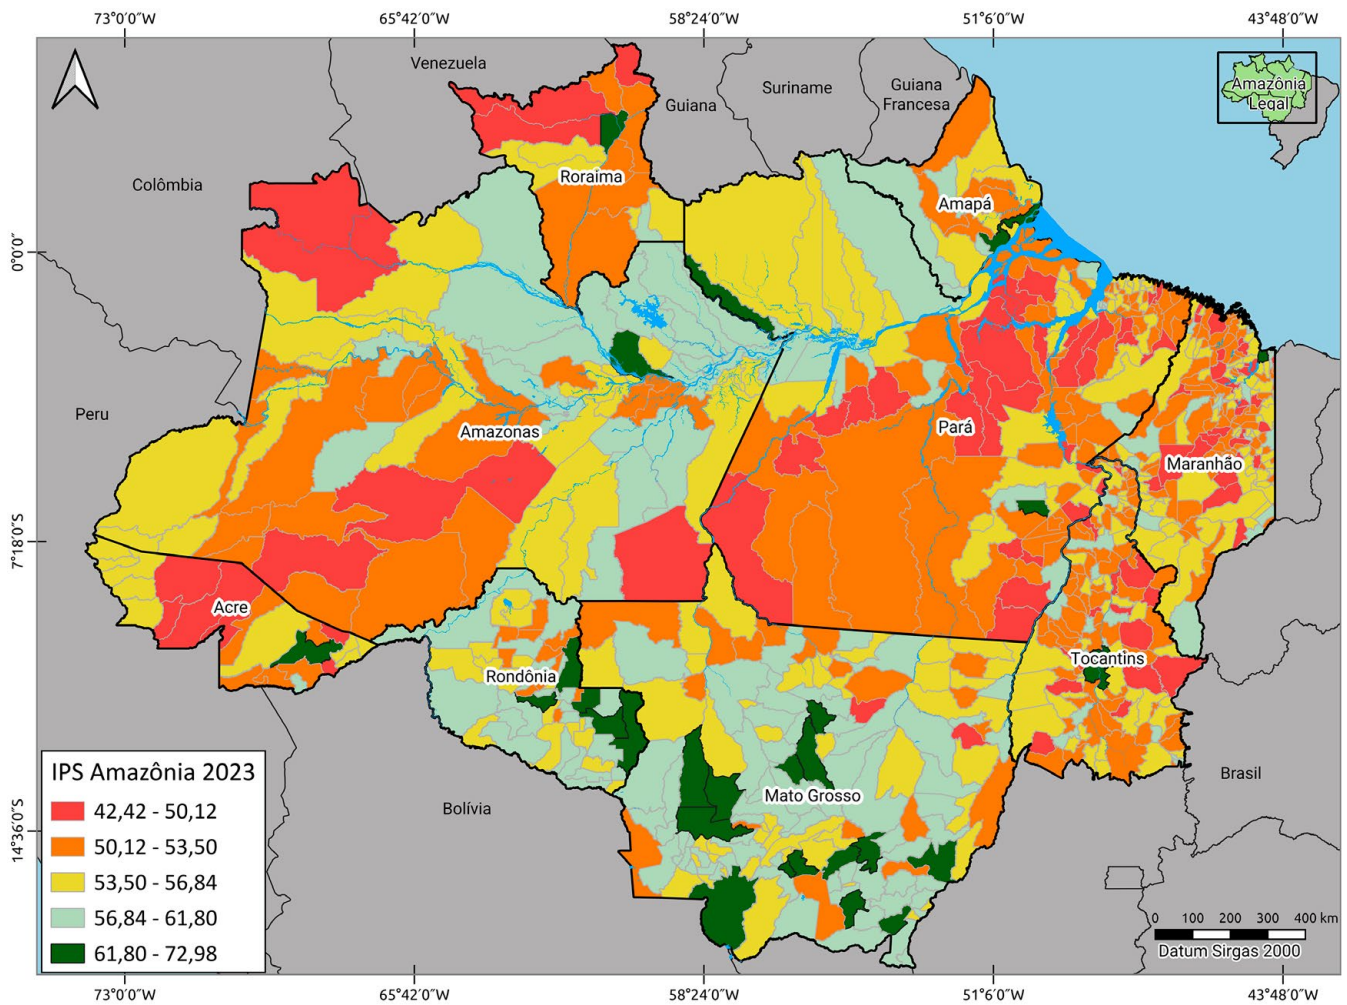 73°0′0″W 65°42′0″W 58°24′0″W 51°6′0″W 43°48′0″W
Venezuela
Suriname
Guiana
Francesa
Guiana
Amazônia
Legal
Colômbia
Roraima
Amapá
0°0′0″
Peru
Amazonas
Pará
Maranhão
7°18′0″S
Acre
Rondônia
Tocantins
Brasil
Mato Grosso
Bolívia
14°36′0″S
IPS Amazônia 2023
42,42 - 50,12
50,12 - 53,50
53,50 - 56,84
56,84 - 61,80
61,80 - 72,98
0 100 200 300 400 km
Datum Sirgas 2000
73°0′0″W 65°42′0″W 58°24′0″W 51°6′0″W 43°48′0″W